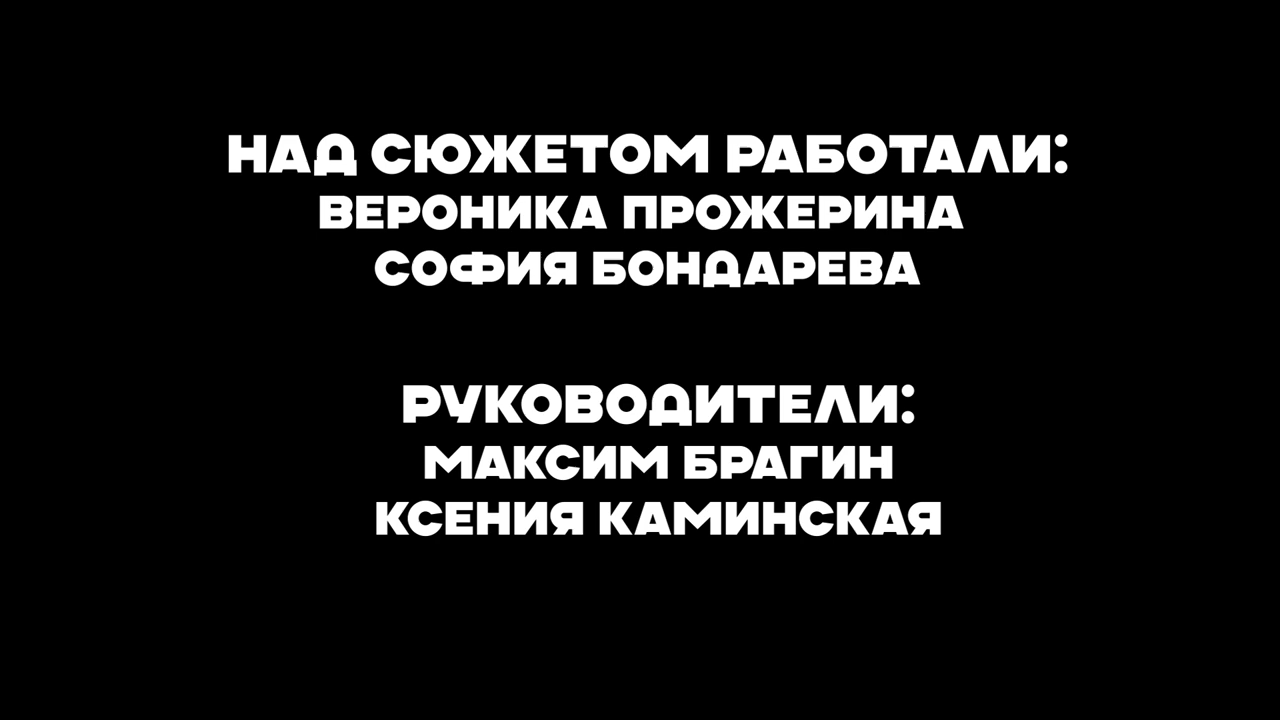 НАД СЮЖЕТОМ РАБОТАЛИ:
ВЕРОНИКА ПРОЖЕРИНА
СОФИЯ БОНДАРЕВА
РУКОВОДИТЕЛИ:
МАКСИМ БРАГИН
КСЕНИЯ КАМИНСКАЯ